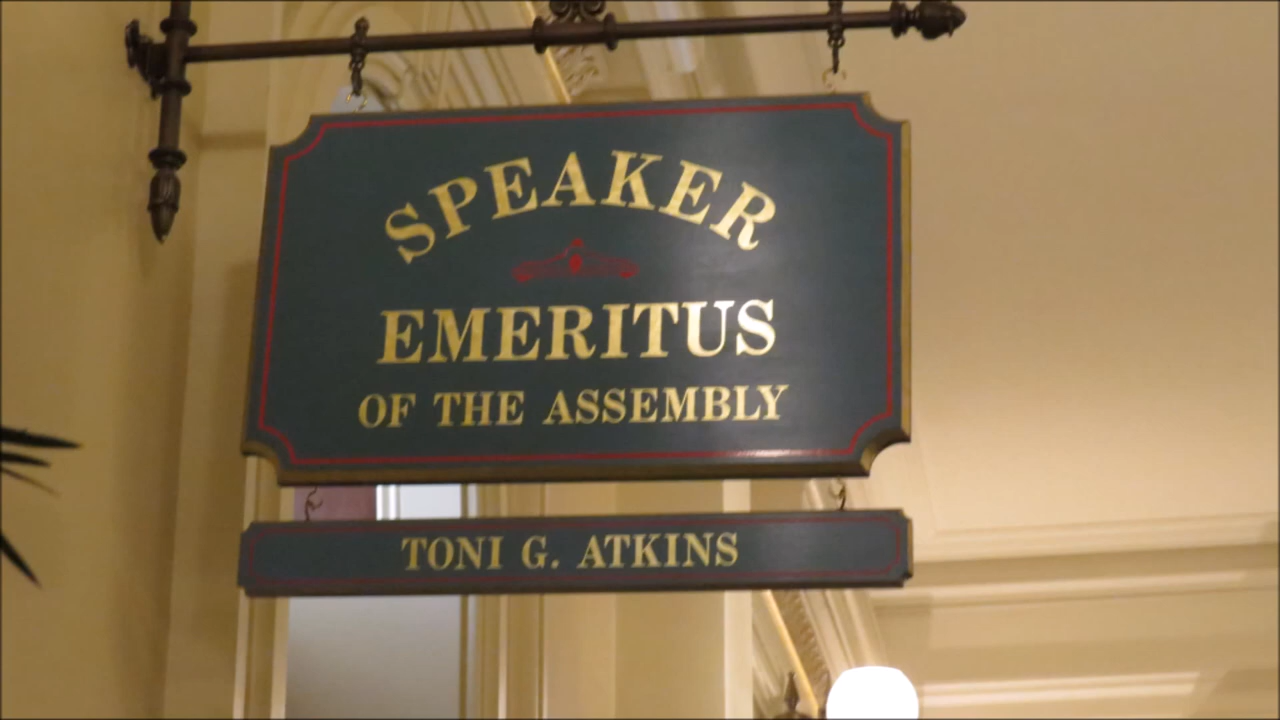 SPEAKER
EMERITUS
OF THE ASSEMBLY
TONI G. ATKINS